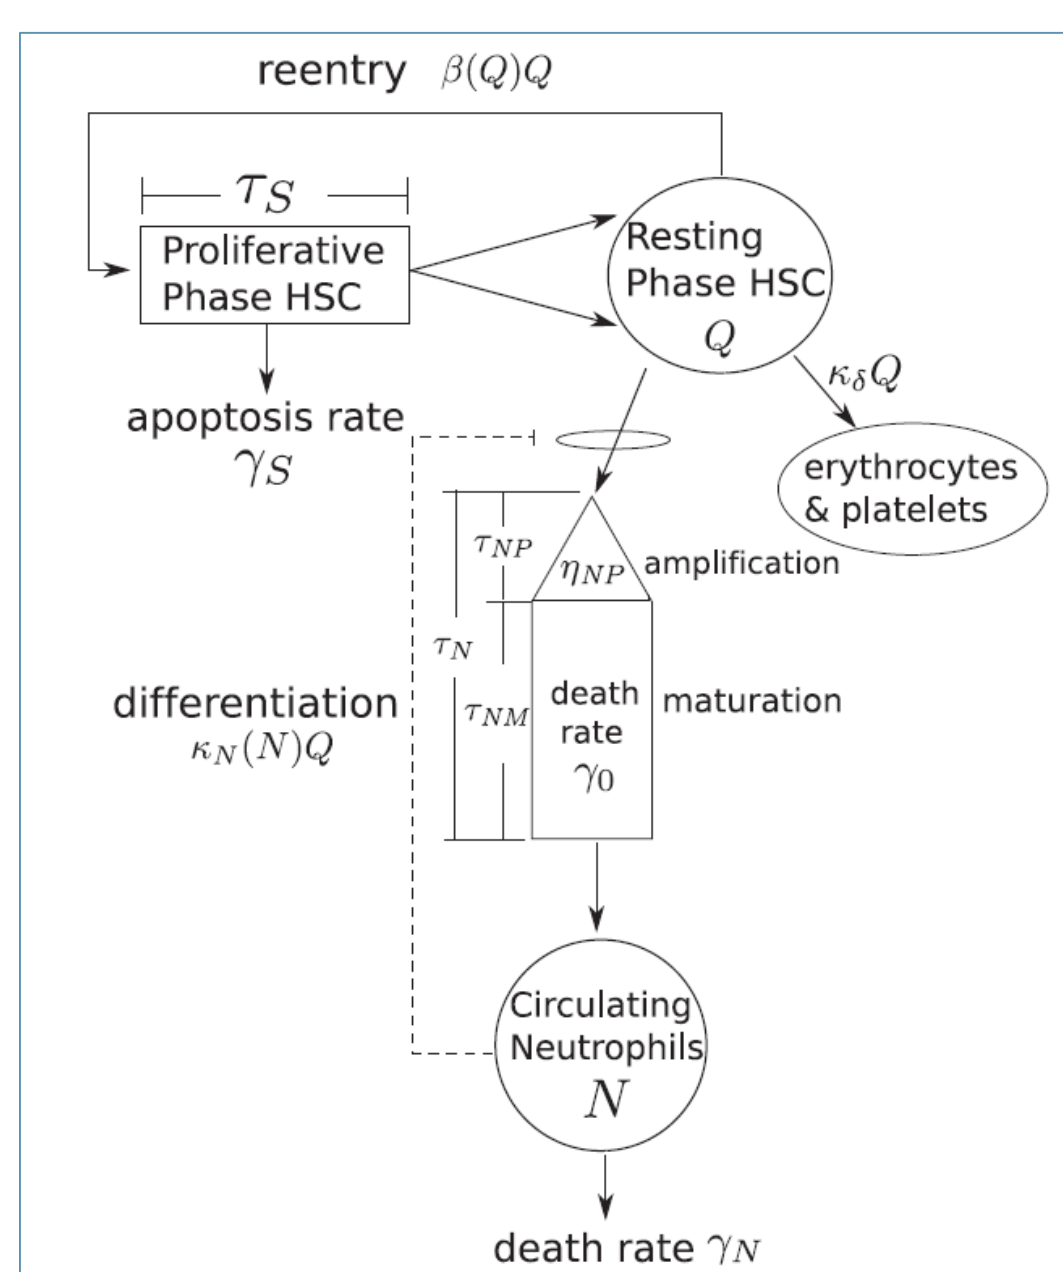 reentry β(Q)Q
τ_S
Proliferative
Phase HSC
Resting
Phase HSC
Q
κ_δQ
apoptosis rate
γ_S
erythrocytes
& platelets
τ_NP
η_NP
amplification
τ_N
differentiation
κ_N(N)Q
τ_NM
death
rate
γ_0
maturation
Circulating
Neutrophils
N
death rate γ_N